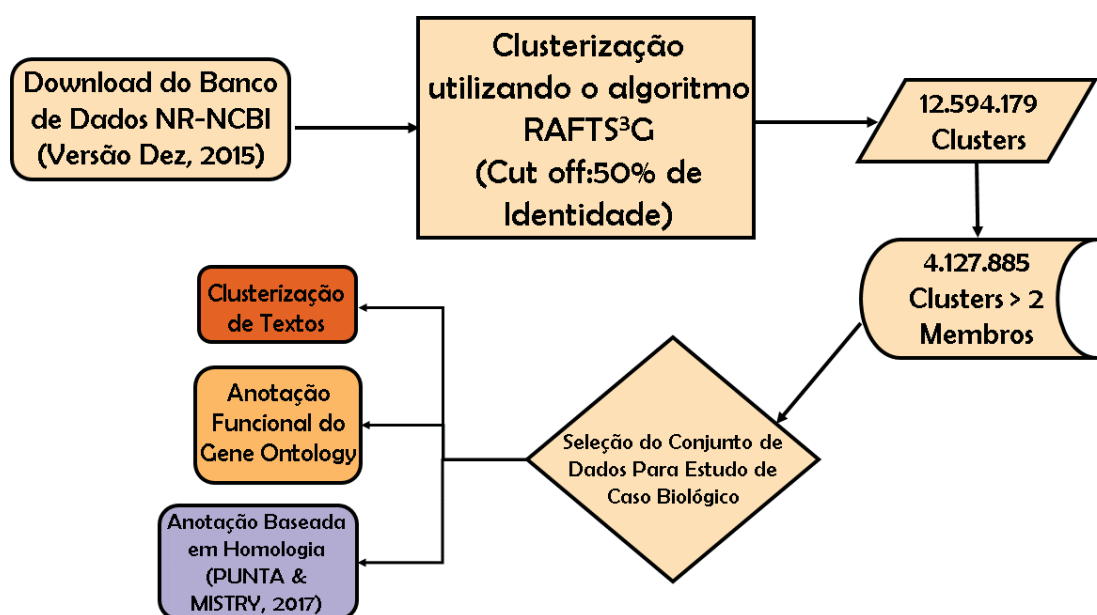 Download do Banco
de Dados NR-NCBI
(Versão Dez, 2015)
Clusterização
utilizando o algoritmo
RAFTS³G
(Cut off:50% de
Identidade)
12.594.179
Clusters
4.127.885
Clusters > 2
Membros
Seleção do Conjunto de
Dados Para Estudo de
Caso Biológico
Clusterização
de Textos
Anotação
Funcional do
Gene Ontology
Anotação Baseada
em Homologia
(PUNTA &
MISTRY, 2017)